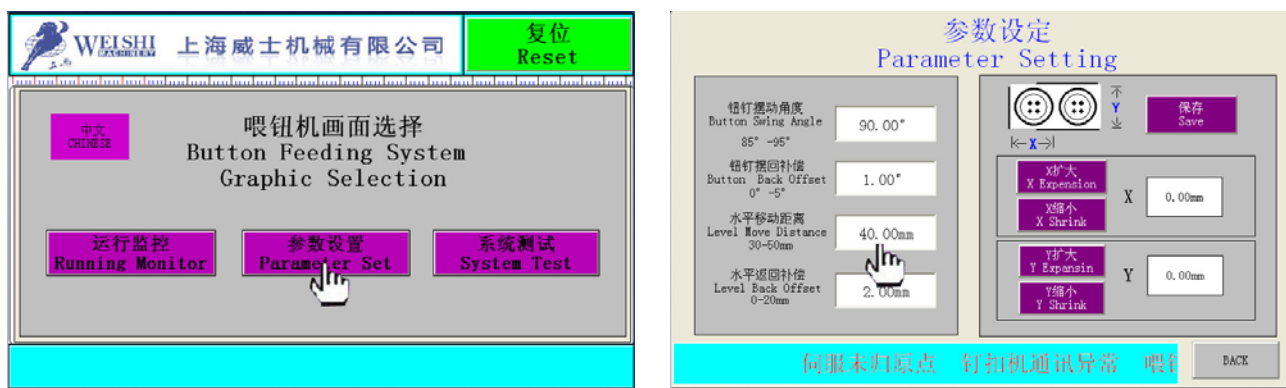 WEISHI
MACHINERY
上海威士机械有限公司
复位
Reset
中文
CHINESE
喂钮机画面选择
Button Feeding System
Graphic Selection
运行监控
Running Monitor
参数设置
Parameter Set
系统测试
System Test
参数设定
Parameter Setting
钮钉摆动角度
Button Swing Angle
85° -95°
90.00°
钮钉摆回补偿
Button Back Offset
0° -5°
1.00°
水平移动距离
Level Move Distance
30-50mm
40.00mm
水平返回补偿
Level Back Offset
0-20mm
2.00mm
Y
X
保存
Save
X扩大
X Expension
X缩小
X Shrink
X
0.00mm
Y扩大
Y Expansin
Y缩小
Y Shrink
Y
0.00mm
伺服未归原点 钉扣机通讯异常 喂
BACK